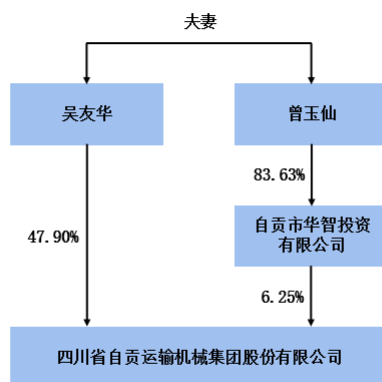 夫妻
吴友华
曾玉仙
83.63%
自贡市华智投资
有限公司
47.90%
6.25%
四川省自贡运输机械集团股份有限公司